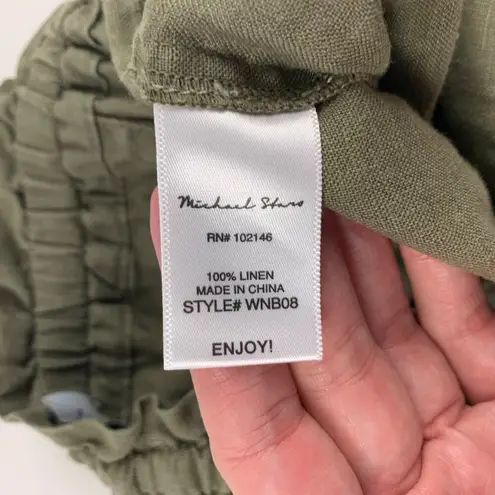 Michael Stars
RN# 102146
100% LINEN
MADE IN CHINA
STYLE# WNB08
ENJOY!